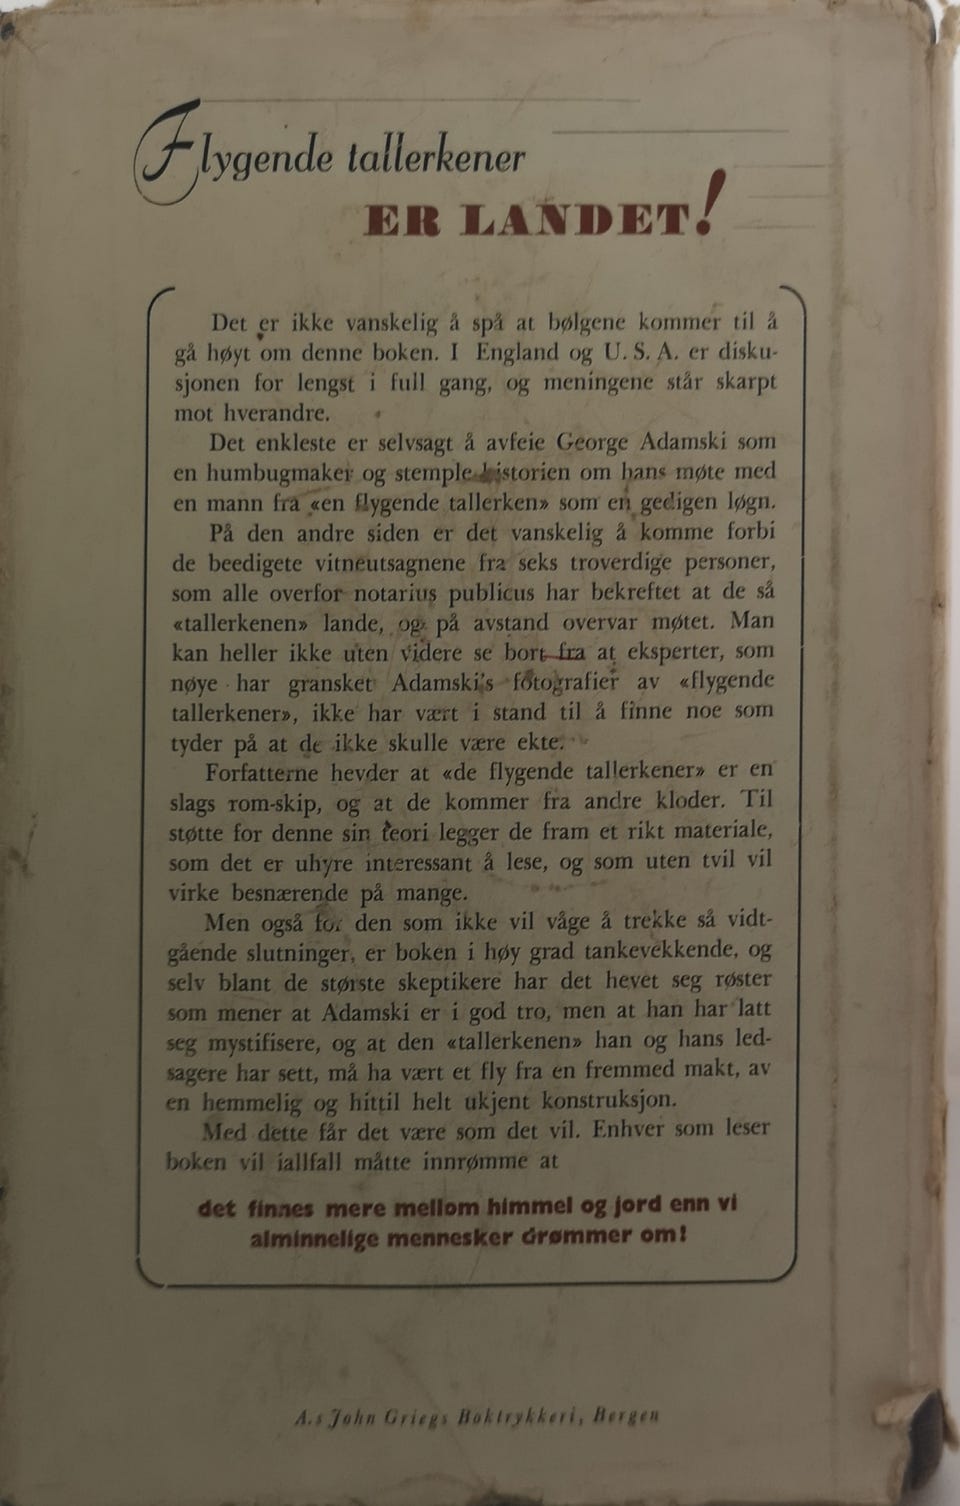 Flygende tallerkener
ER LANDET!
Det er ikke vanskelig å spå at bølgene kommer til å
gå høyt om denne boken. I England og U. S. A. er disku-
sjonen for lengst i full gang, og meningene står skarpt
mot hverandre.
Det enkleste er selvsagt å avfeie George Adamski som
en humbugmaker og stemple historien om hans møte med
en mann fra «en flygende tallerken» som en gedigen løgn.
På den andre siden er det vanskelig å komme forbi
de beedigete vitneutsagnene fra seks troverdige personer,
som alle overfor notarius publicus har bekreftet at de så
«tallerkenen» lande, og på avstand overvar møtet. Man
kan heller ikke uten videre se bort fra at eksperter, som
nøye har gransket Adamski's fotografier av «flygende
tallerkener», ikke har vært i stand til å finne noe som
tyder på at de ikke skulle være ekte.
Forfatterne hevder at «de flygende tallerkener» er en
slags rom-skip, og at de kommer fra andre kloder. Til
støtte for denne sin teori legger de fram et rikt materiale,
som det er uhyre interessant å lese, og som uten tvil vil
virke besnærende på mange.
Men også for den som ikke vil våge å trekke så vidt-
gående slutninger, er boken i høy grad tankevekkende, og
selv blant de største skeptikere har det hevet seg røster
som mener at Adamski er i god tro, men at han har latt
seg mystifisere, og at den «tallerkenen» han og hans led-
sagere har sett, må ha vært et fly fra en fremmed makt, av
en hemmelig og hittil helt ukjent konstruksjon.
Med dette får det være som det vil. Enhver som leser
boken vil iallfall måtte innrømme at
det finnes mere mellom himmel og jord enn vi
alminnelige mennesker drømmer om!
A.s John Griegs Boktrykkeri, Bergen